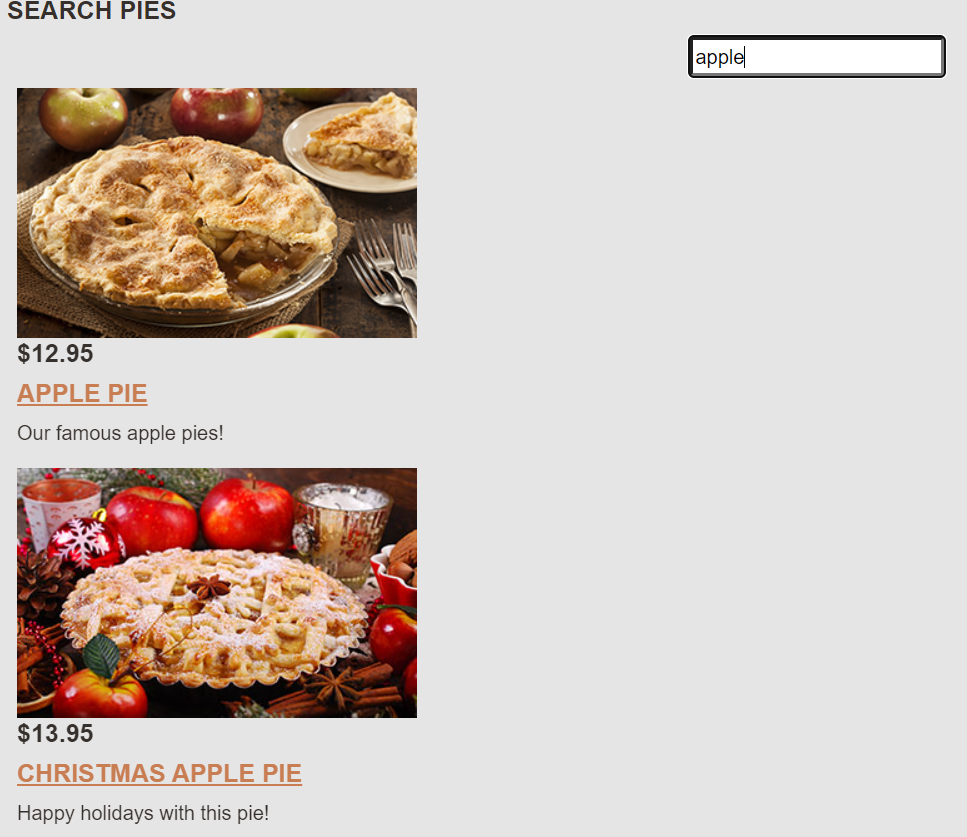 SEARCH PIES
apple
$12.95
APPLE PIE
Our famous apple pies!
$13.95
CHRISTMAS APPLE PIE
Happy holidays with this pie!